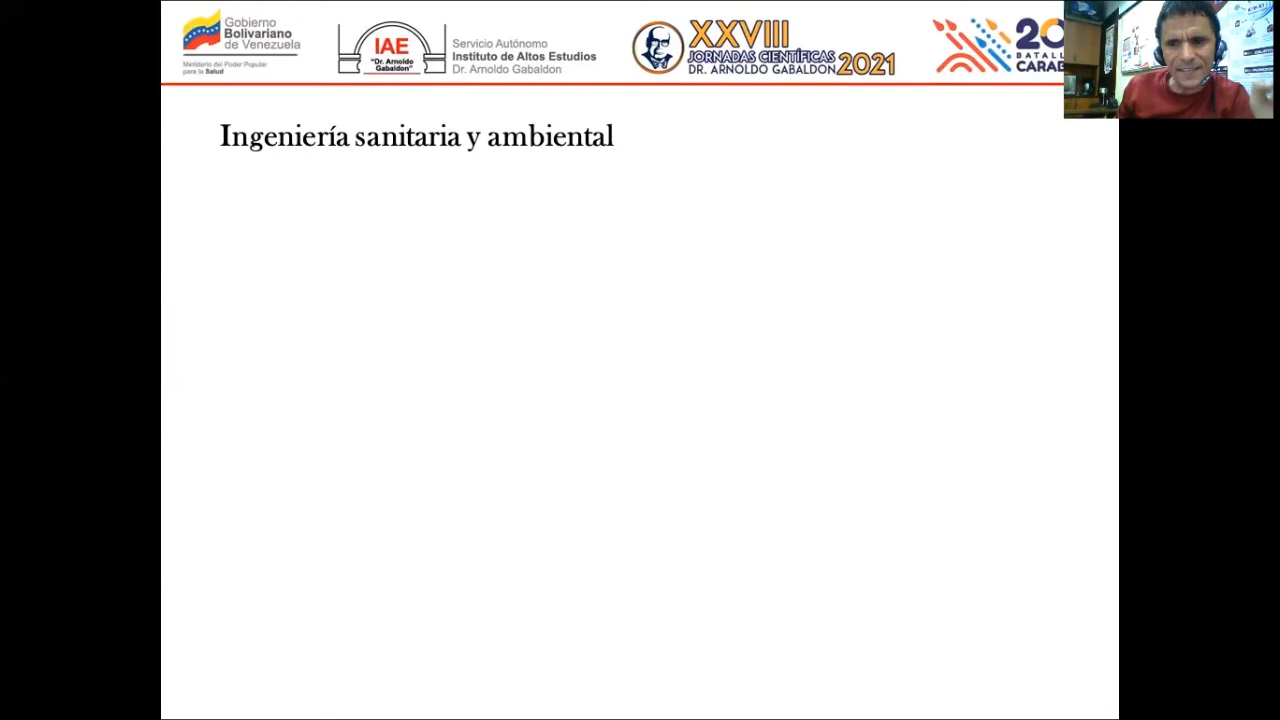 Gobierno
Bolivariano
de Venezuela
Ministerio del Poder Popular
para la Salud
IAE
"Dr. Arnoldo
Gabaldon"
Servicio Autónomo
Instituto de Altos Estudios
Dr. Arnoldo Gabaldon
XXVIII
JORNADAS CIENTÍFICAS
DR. ARNOLDO GABALDON
2021
20
BATALL
CARAB
Ingeniería sanitaria y ambiental